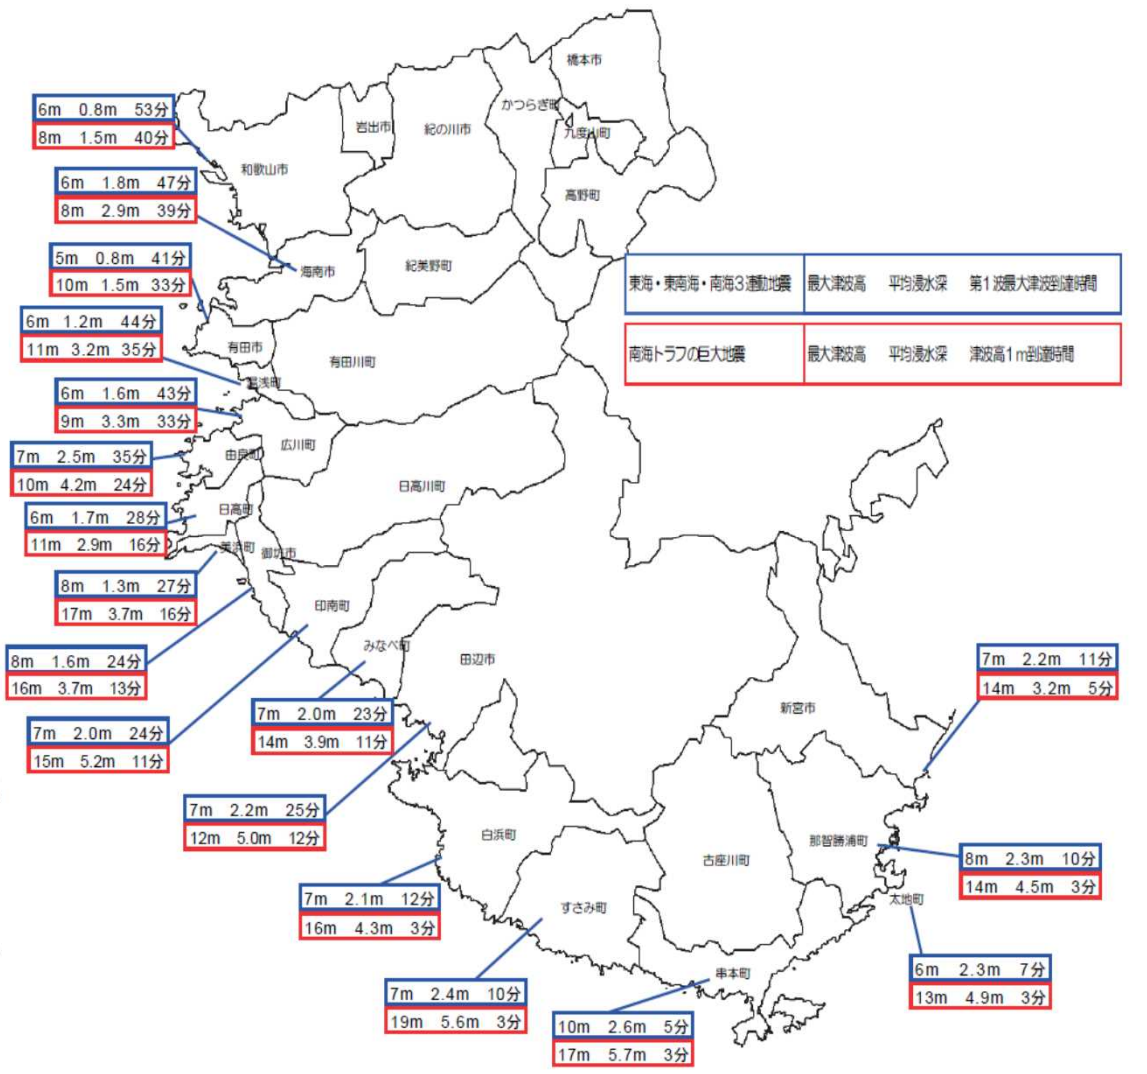 橋本市
かつらぎ町
6m 0.8m 53分
8m 1.5m 40分
岩出市
紀の川市
九度山町
和歌山市
6m 1.8m 47分
8m 2.9m 39分
高野町
5m 0.8m 41分
10m 1.5m 33分
海南市
紀美野町
東海・東南海・南海3連動地震 最大津波高 平均浸水深 第1波最大津波到達時間
6m 1.2m 44分
11m 3.2m 35分
有田市
有田川町
南海トラフの巨大地震 最大津波高 平均浸水深 津波高1m到達時間
湯浅町
6m 1.6m 43分
9m 3.3m 33分
広川町
7m 2.5m 35分
10m 4.2m 24分
由良町
日高川町
6m 1.7m 28分
11m 2.9m 16分
日高町
美浜町
御坊市
8m 1.3m 27分
17m 3.7m 16分
印南町
みなべ町
8m 1.6m 24分
16m 3.7m 13分
田辺市
7m 2.2m 11分
14m 3.2m 5分
新宮市
7m 2.0m 24分
15m 5.2m 11分
7m 2.0m 23分
14m 3.9m 11分
7m 2.2m 25分
12m 5.0m 12分
白浜町
那智勝浦町
古座川町
8m 2.3m 10分
14m 4.5m 3分
7m 2.1m 12分
16m 4.3m 3分
すさみ町
太地町
串本町
6m 2.3m 7分
13m 4.9m 3分
7m 2.4m 10分
19m 5.6m 3分
10m 2.6m 5分
17m 5.7m 3分